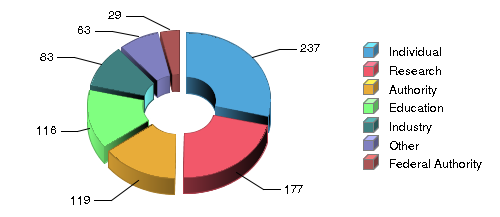 29
63
237
83
116
119
177
Individual
Research
Authority
Education
Industry
Other
Federal Authority